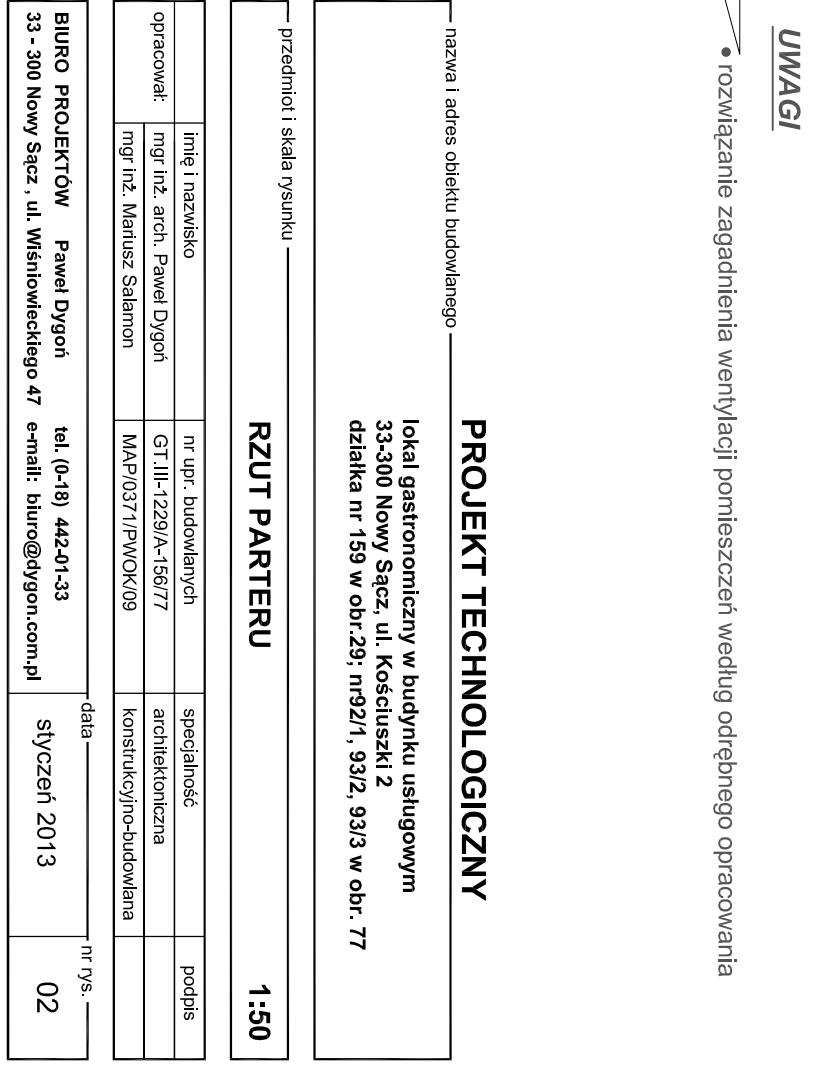 UWAGI
• rozwiązanie zagadnienia wentylacji pomieszczeń według odrębnego opracowania
PROJEKT TECHNOLOGICZNY
nazwa i adres obiektu budowlanego
lokal gastronomiczny w budynku usługowym
33-300 Nowy Sącz, ul. Kościuszki 2
działka nr 159 w obr.29; nr92/1, 93/2, 93/3 w obr. 77
przedmiot i skala rysunku
RZUT PARTERU 1:50
imię i nazwisko nr upr. budowlanych specjalność podpis
opracował: mgr inż. arch. Paweł Dygoń GT.III-1229/A-156/77 architektoniczna
mgr inż. Mariusz Salamon MAP/0371/PWOK/09 konstrukcyjno-budowlana
data nr rys.
BIURO PROJEKTÓW Paweł Dygoń tel. (0-18) 442-01-33
33 - 300 Nowy Sącz , ul. Wiśniowieckiego 47 e-mail: biuro@dygon.com.pl
styczeń 2013 02